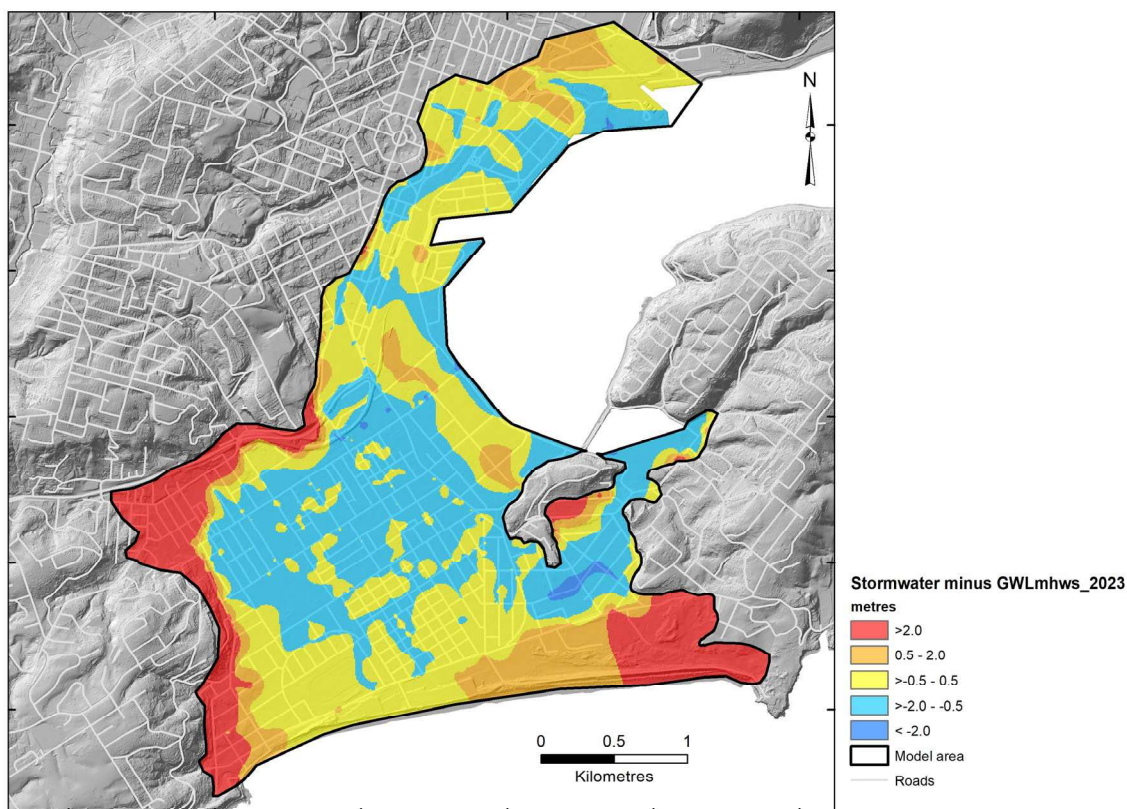 N
0 0.5 1
Kilometres
Stormwater minus GWLmhws_2023
metres
>2.0
0.5 - 2.0
>-0.5 - 0.5
>-2.0 - -0.5
< -2.0
Model area
Roads